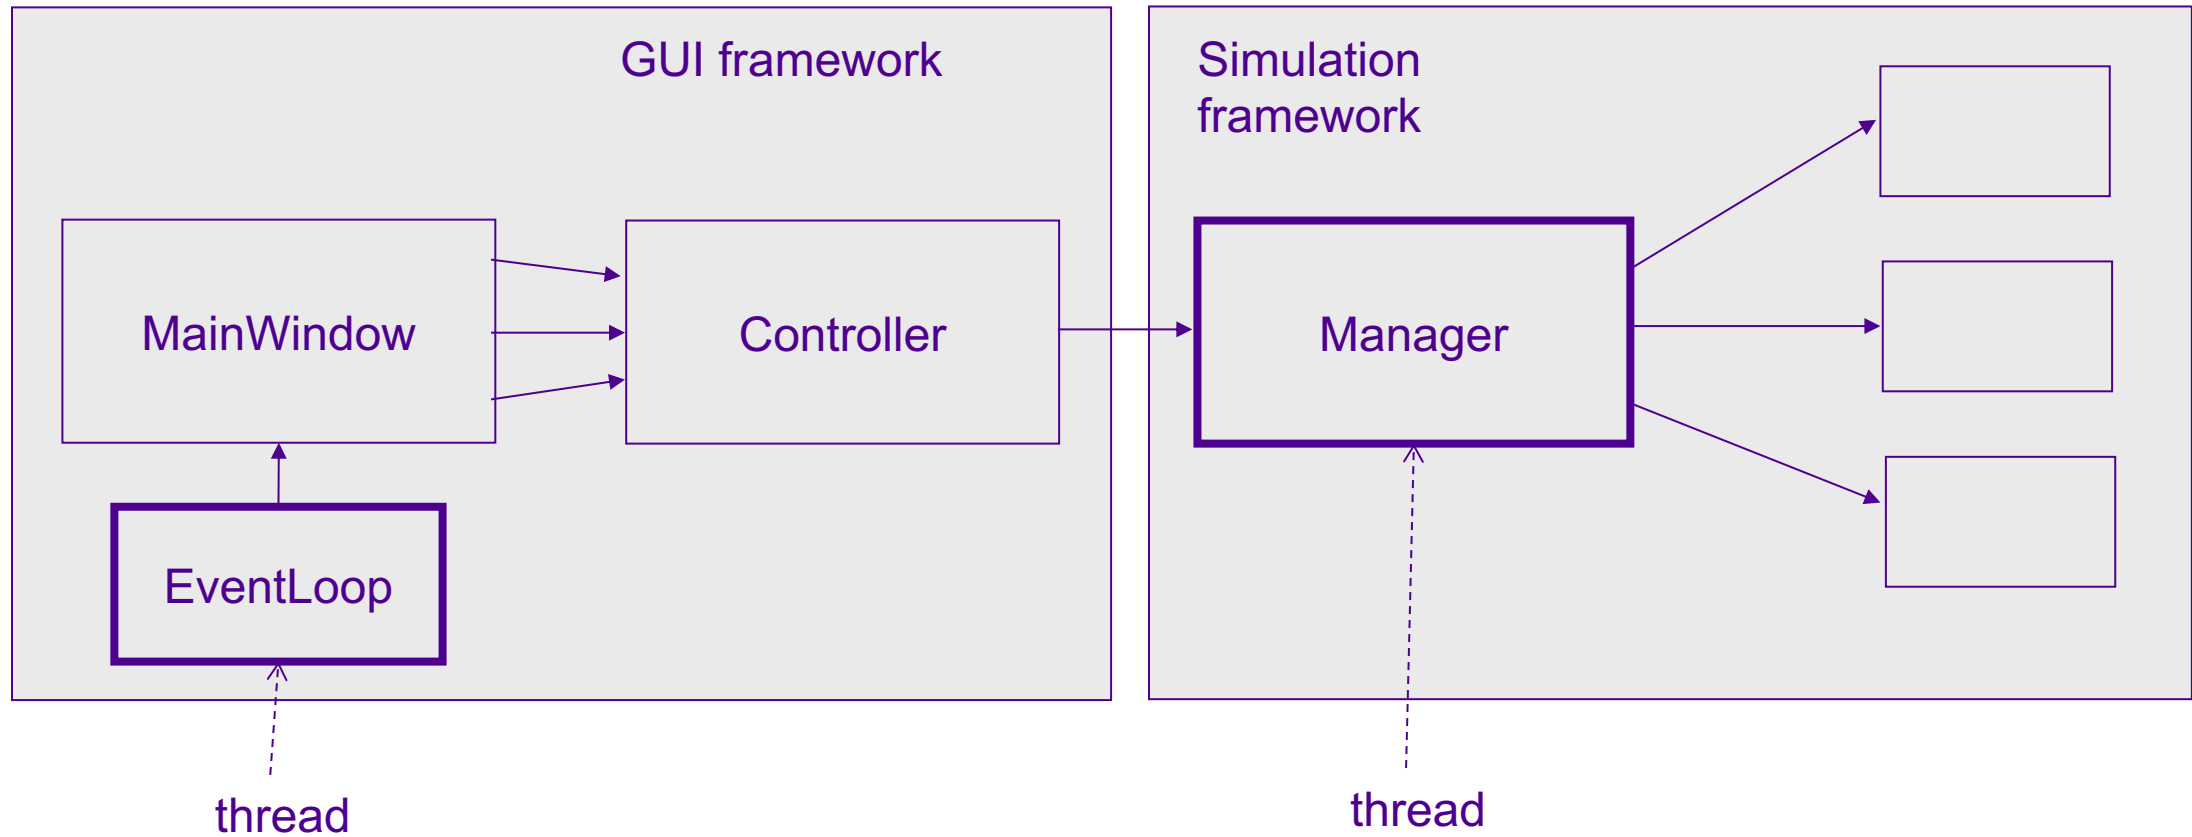 GUI framework
Simulation
framework
MainWindow
Controller
Manager
EventLoop
thread
thread